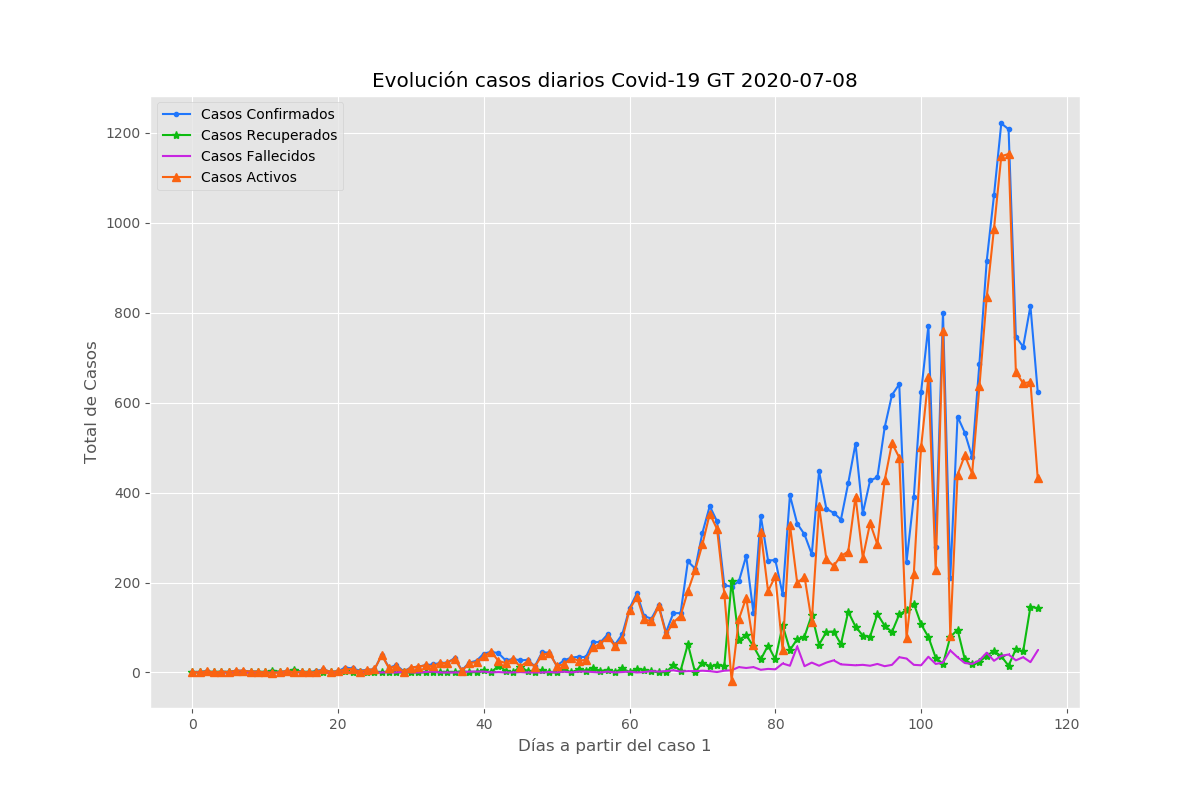 Evolución casos diarios Covid-19 GT 2020-07-08
Casos Confirmados
Casos Recuperados
Casos Fallecidos
Casos Activos
1200
1000
800
600
400
200
0
Total de Casos
0 20 40 60 80 100 120
Días a partir del caso 1